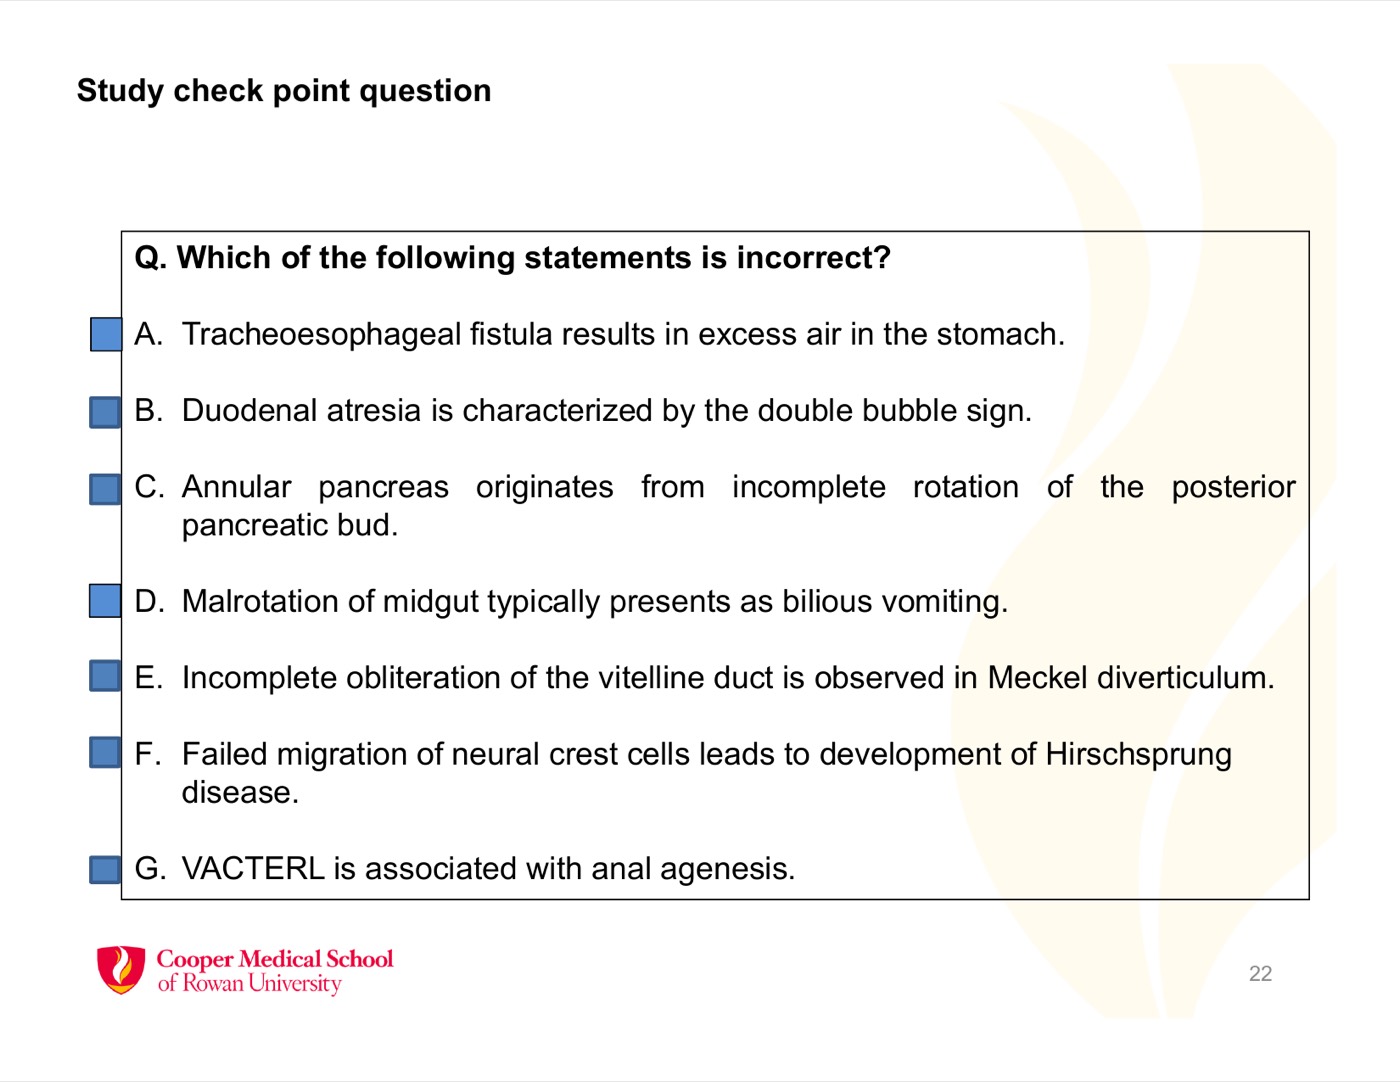 Study check point question
Q. Which of the following statements is incorrect?
A. Tracheoesophageal fistula results in excess air in the stomach.
B. Duodenal atresia is characterized by the double bubble sign.
C. Annular pancreas originates from incomplete rotation of the posterior
pancreatic bud.
D. Malrotation of midgut typically presents as bilious vomiting.
E. Incomplete obliteration of the vitelline duct is observed in Meckel diverticulum.
F. Failed migration of neural crest cells leads to development of Hirschsprung
disease.
G. VACTERL is associated with anal agenesis.
Cooper Medical School
of Rowan University
22